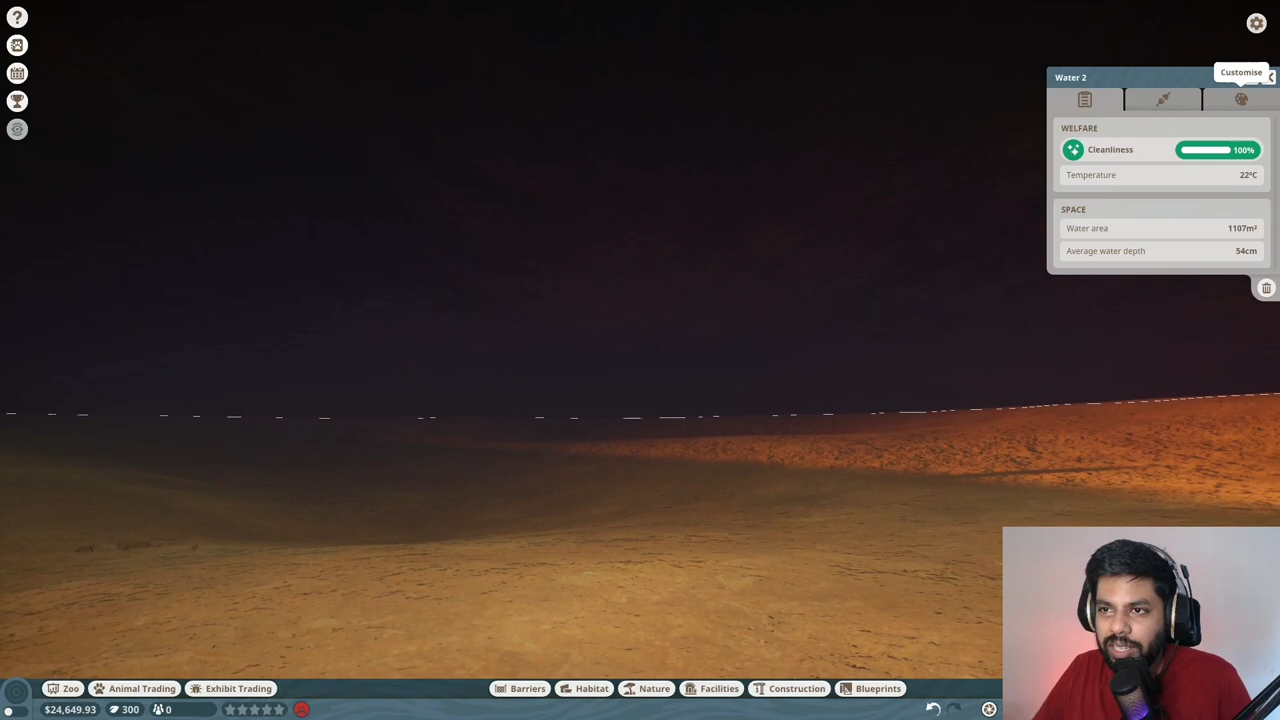 ?
Customise
Water 2
WELFARE
Cleanliness 100%
Temperature 22°C
SPACE
Water area 1107m²
Average water depth 54cm
Zoo Animal Trading Exhibit Trading Barriers Habitat Nature Facilities Construction Blueprints
$24,649.93 300 0